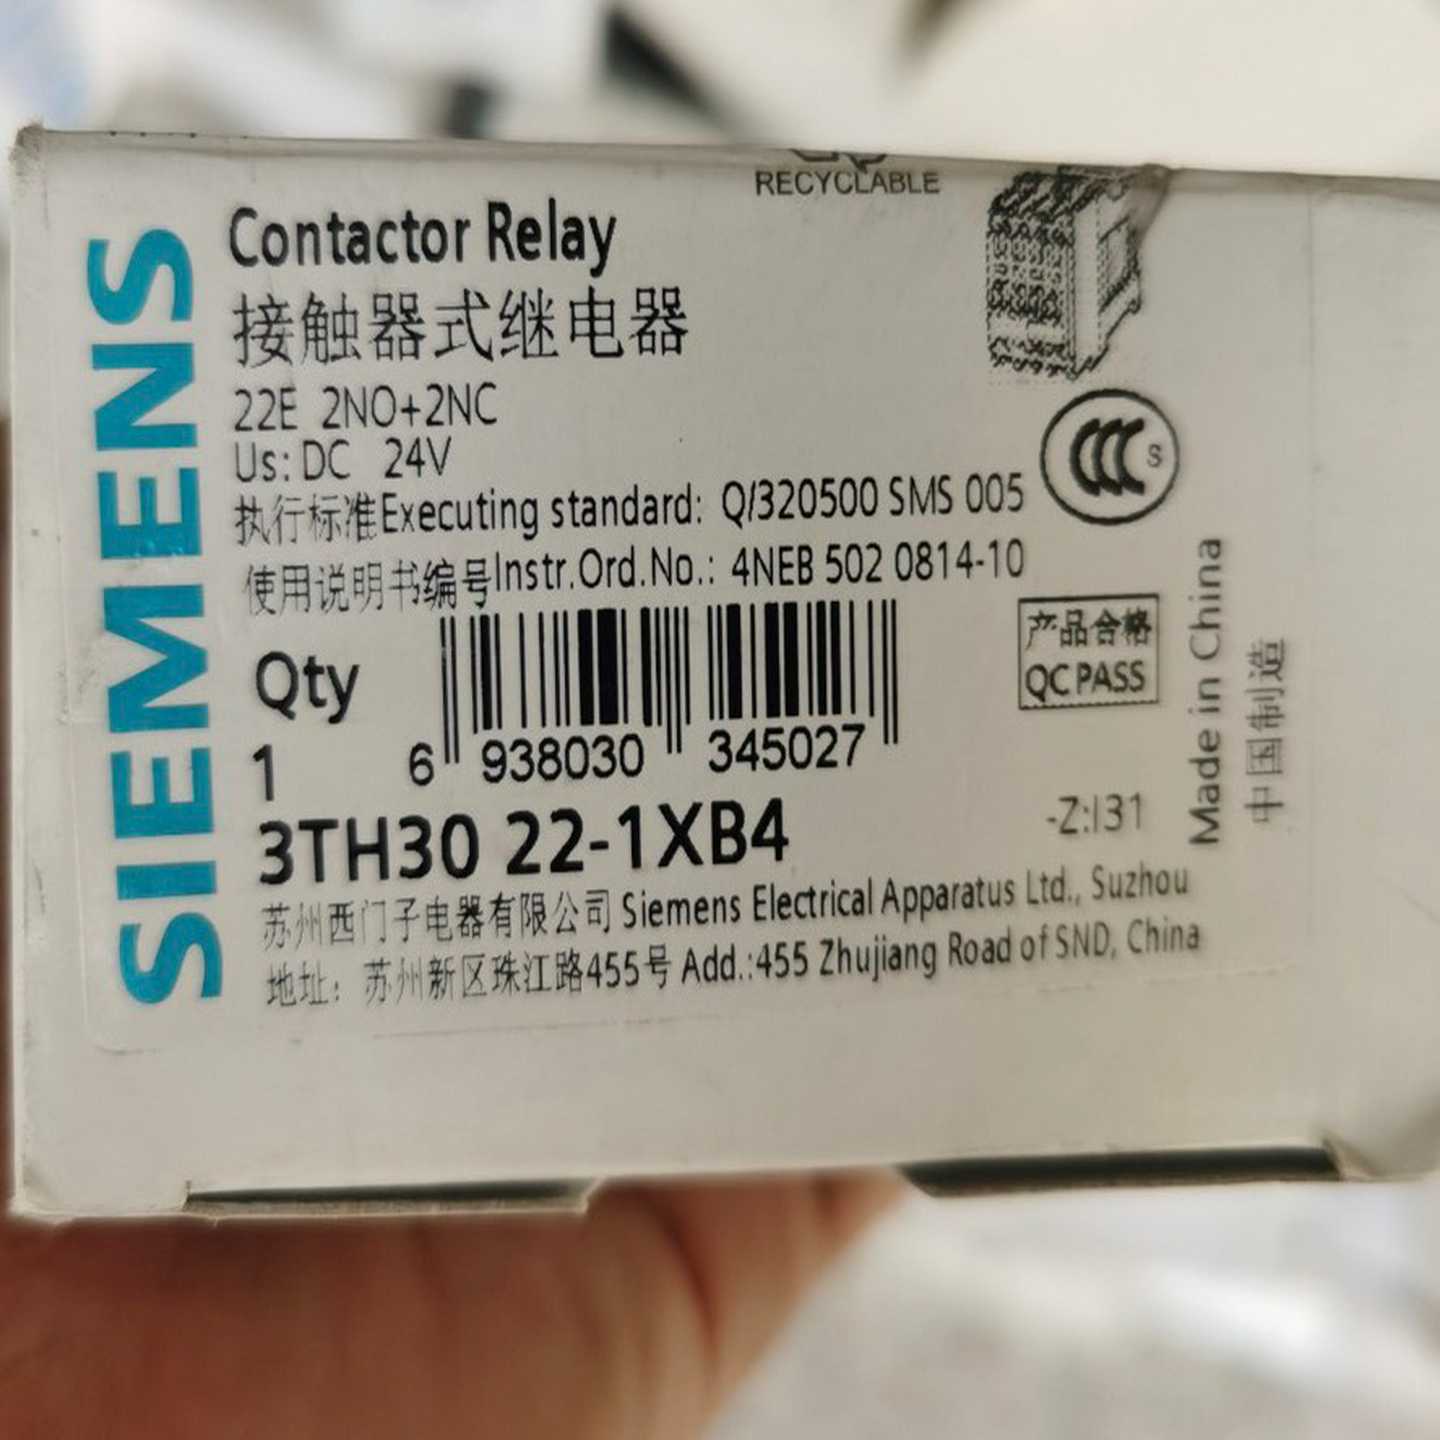 RECYCLABLE
SIEMENS
Contactor Relay
接触器式继电器
22E 2NO+2NC
Us: DC 24V
执行标准Executing standard: Q/320500 SMS 005
使用说明书编号Instr.Ord.No.: 4NEB 502 0814-10
CCC S
产品合格
QC PASS
Made in China
中国制造
Qty
1
6 938030 345027
3TH30 22-1XB4
-Z:I31
苏州西门子电器有限公司 Siemens Electrical Apparatus Ltd., Suzhou
地址：苏州新区珠江路455号 Add.:455 Zhujiang Road of SND, China